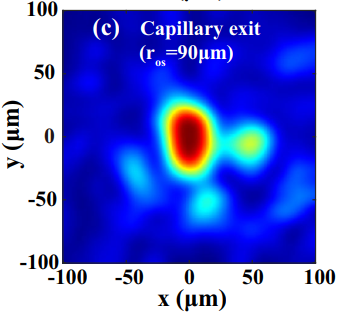 100
(c) Capillary exit
(r_os=90μm)
50
y (μm)
0
-50
-100
-100 -50 0 50 100
x (μm)